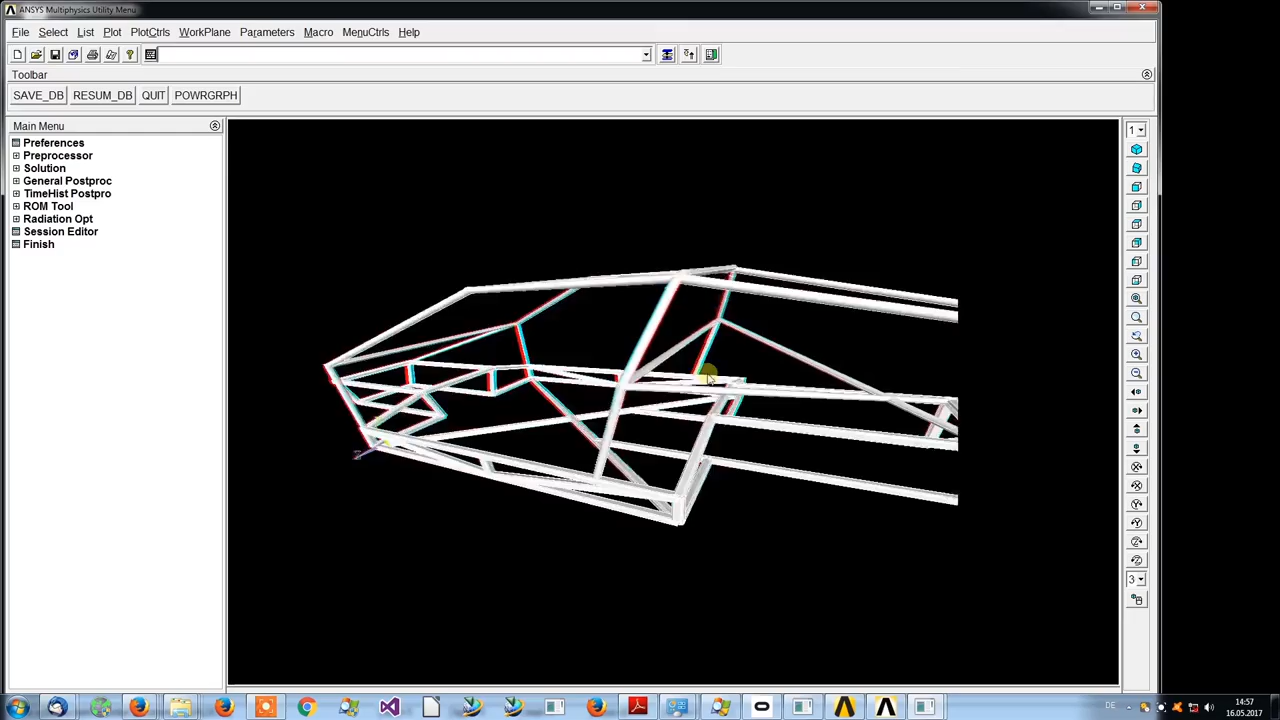 ANSYS Multiphysics Utility Menu
File Select List Plot PlotCtrls WorkPlane Parameters Macro MenuCtrls Help
Toolbar
SAVE_DB RESUM_DB QUIT POWRGRPH
Main Menu
1
Preferences
Preprocessor
Solution
General Postproc
TimeHist Postpro
ROM Tool
Radiation Opt
Session Editor
Finish
3
DE
14:57
16.05.2017